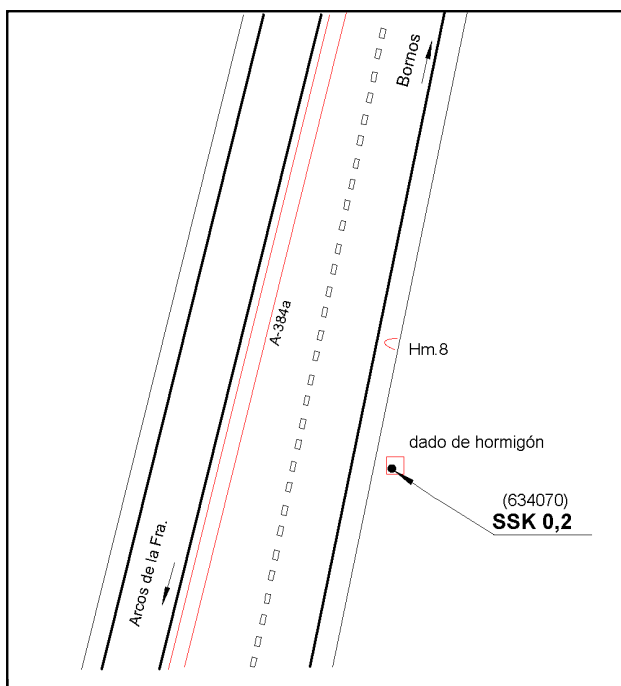 Bornos
A-384a
Hm.8
dado de hormigón
(634070)
SSK 0,2
Arcos de la Fra.